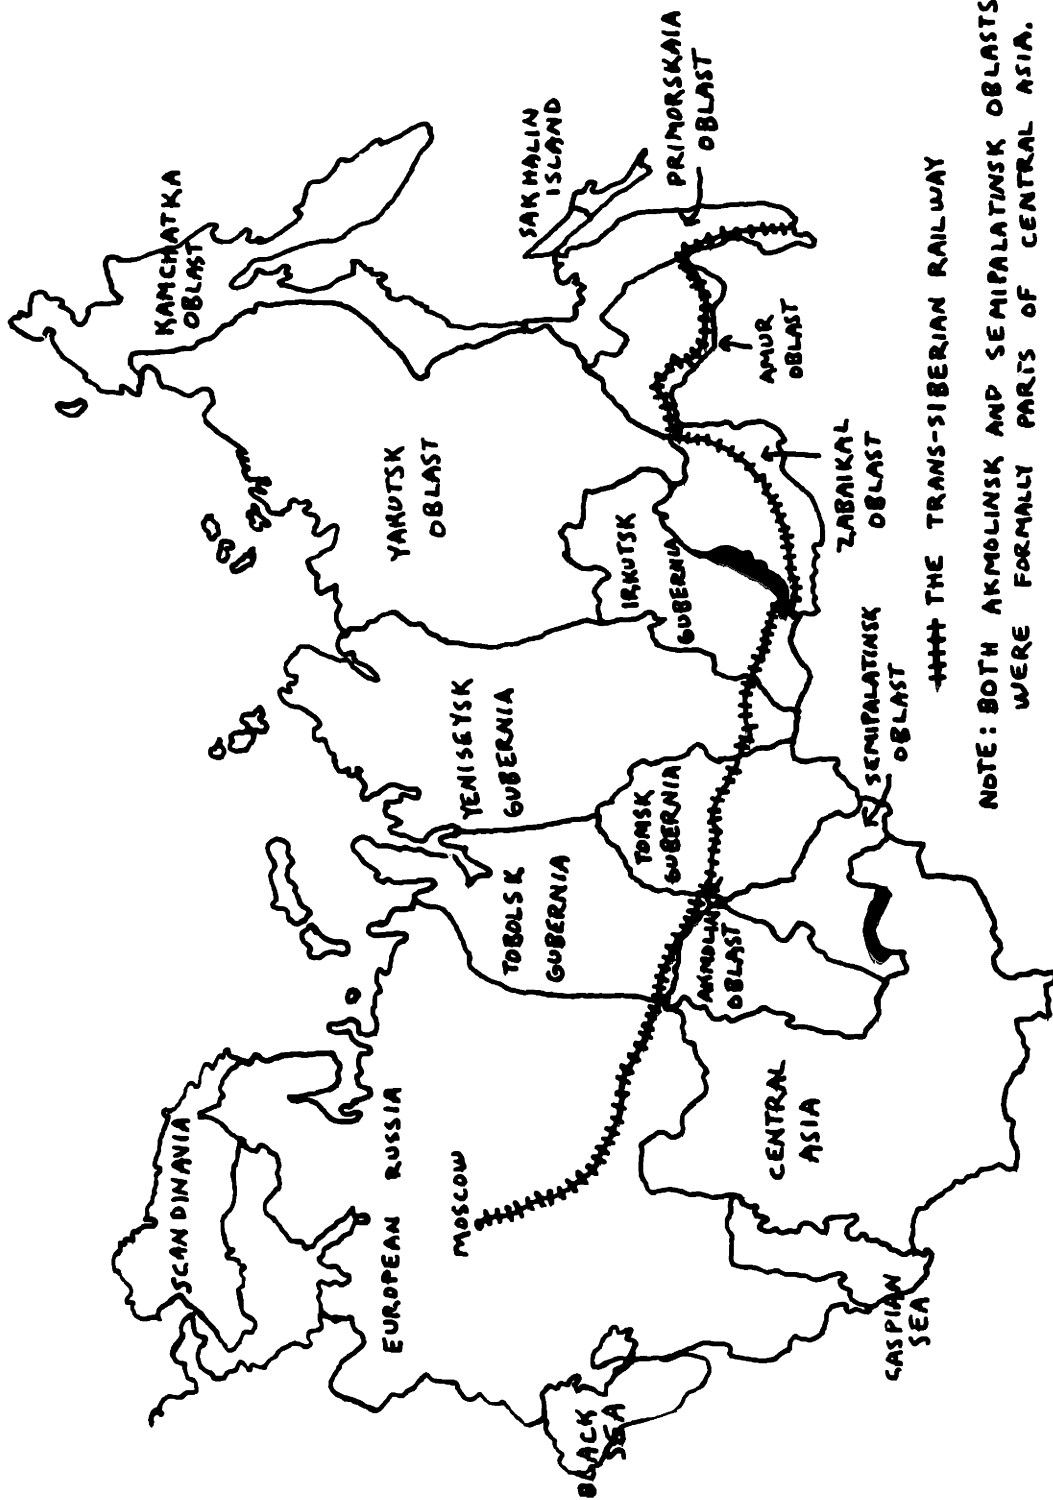 KAMCHATKA
OBLAST
SAKHALIN
ISLAND
PRIMORSKAIA
OBLAST
SCANDINAVIA
YAKUTSK
OBLAST
YENISEYSK
GUBERNIA
IRKUTSK
GUBERNIA
AMUR
OBLAST
ZABAIKAL
OBLAST
TOBOLSK
GUBERNIA
TOMSK
GUBERNIA
EUROPEAN RUSSIA
MOSCOW
AKMOLINSK
OBLAST
SEMIPALATINSK
OBLAST
CENTRAL
ASIA
BLACK
SEA
CASPIAN
SEA
THE TRANS-SIBERIAN RAILWAY
NOTE: BOTH AKMOLINSK AND SEMIPALATINSK OBLASTS
WERE FORMALLY PARTS OF CENTRAL ASIA.